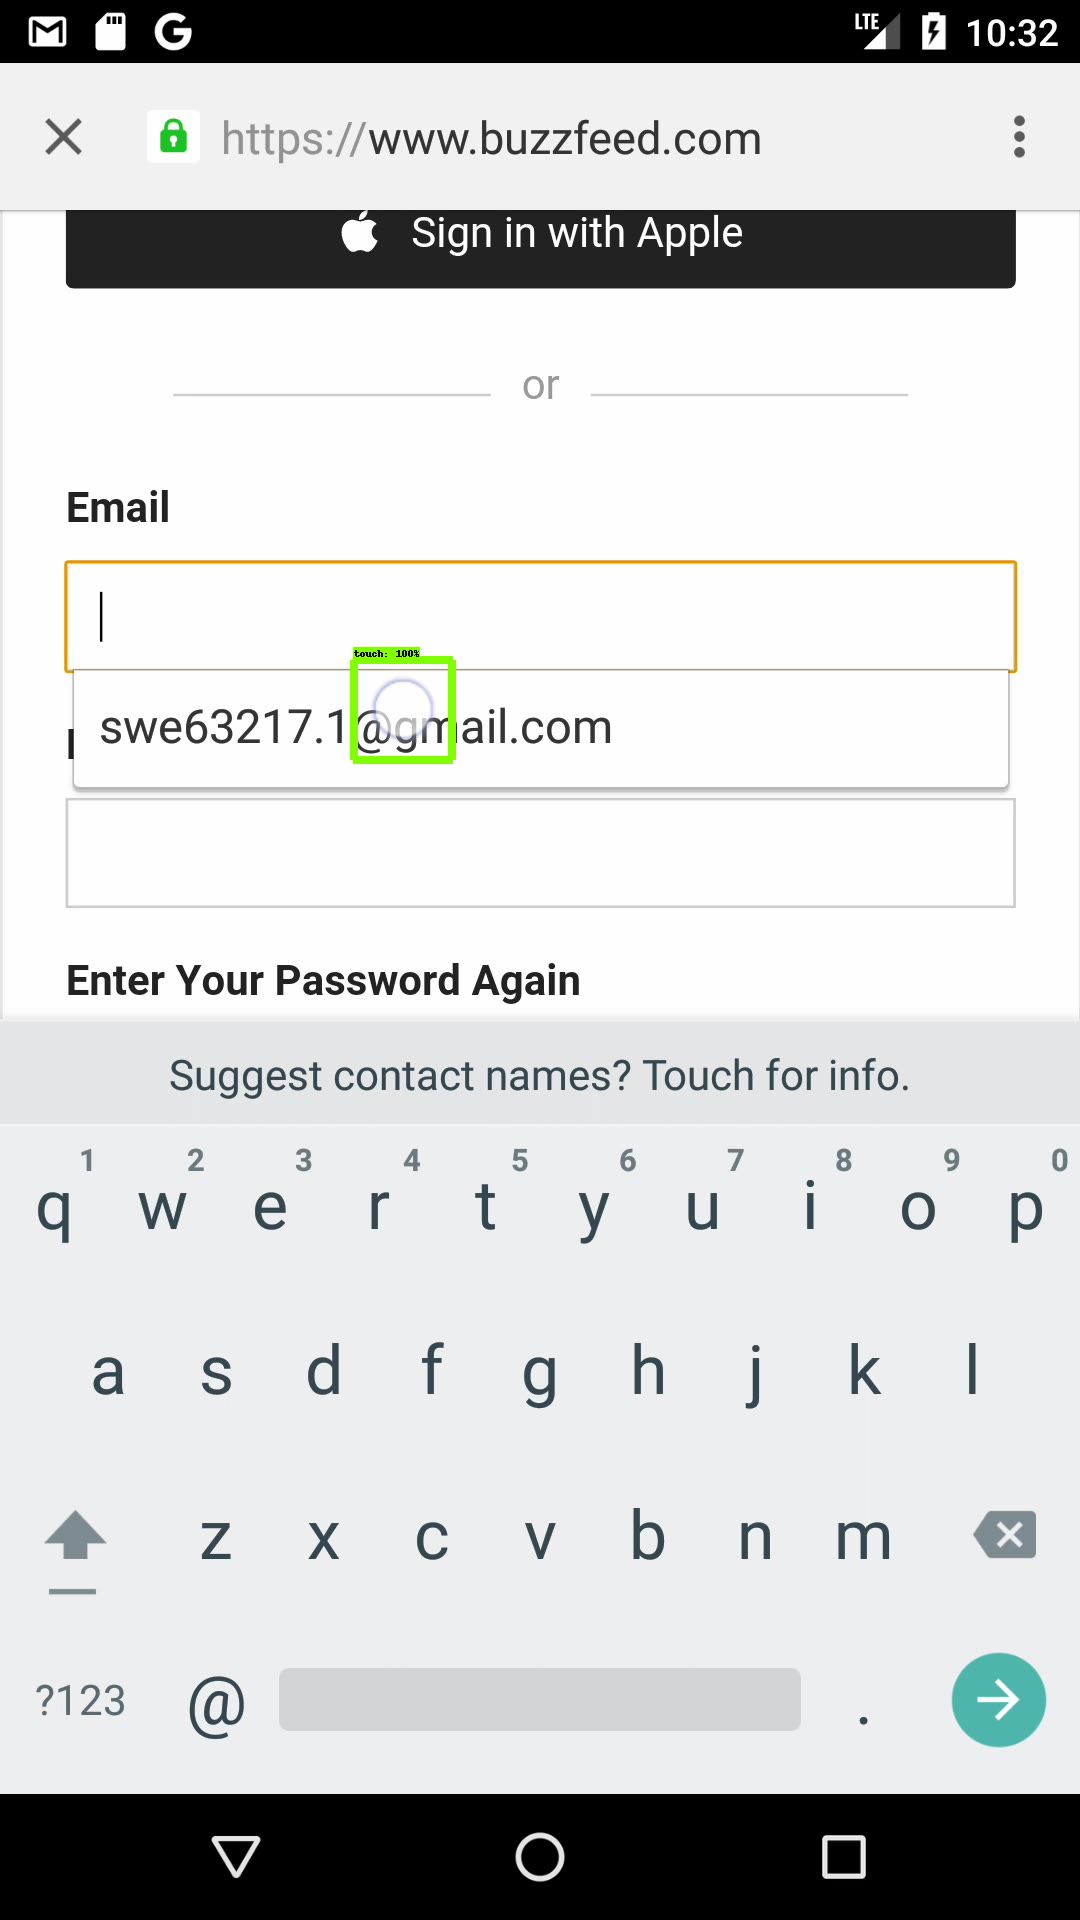 LTE 10:32
https://www.buzzfeed.com
Sign in with Apple
or
Email
touch: 100%
swe63217.1@gmail.com
Enter Your Password Again
Suggest contact names? Touch for info.
1 2 3 4 5 6 7 8 9 0
q w e r t y u i o p
a s d f g h j k l
z x c v b n m
?123 @ .